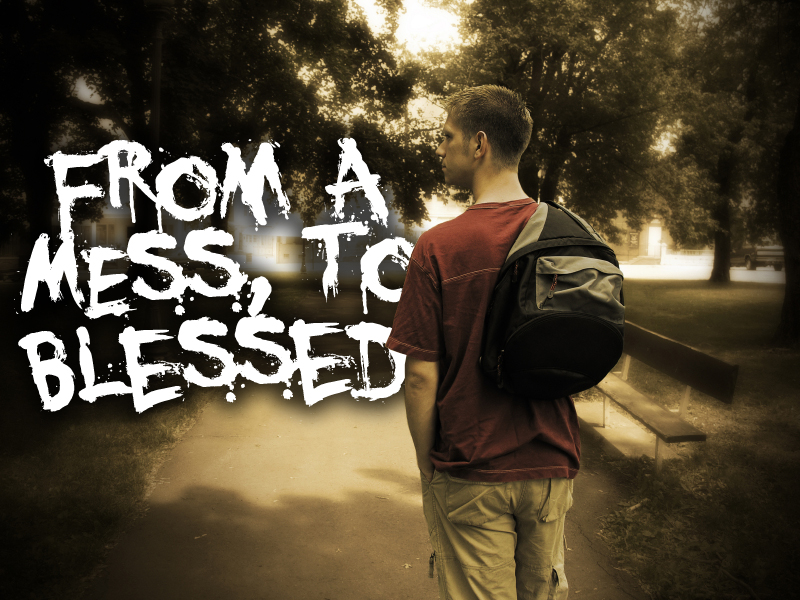 FROM A
MESS, TO
BLESSED